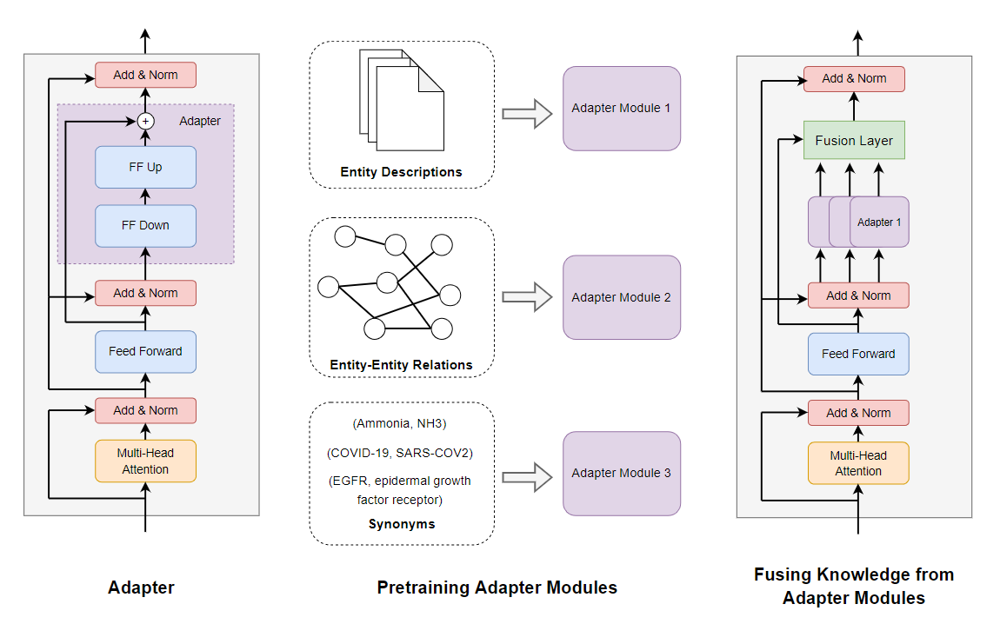 Add & Norm
+
Adapter
FF Up
FF Down
Add & Norm
Feed Forward
Add & Norm
Multi-Head
Attention
Adapter
Entity Descriptions
Adapter Module 1
Entity-Entity Relations
Adapter Module 2
(Ammonia, NH3)
(COVID-19, SARS-COV2)
(EGFR, epidermal growth
factor receptor)
Synonyms
Adapter Module 3
Pretraining Adapter Modules
Add & Norm
Fusion Layer
Adapter 1
Add & Norm
Feed Forward
Add & Norm
Multi-Head
Attention
Fusing Knowledge from
Adapter Modules